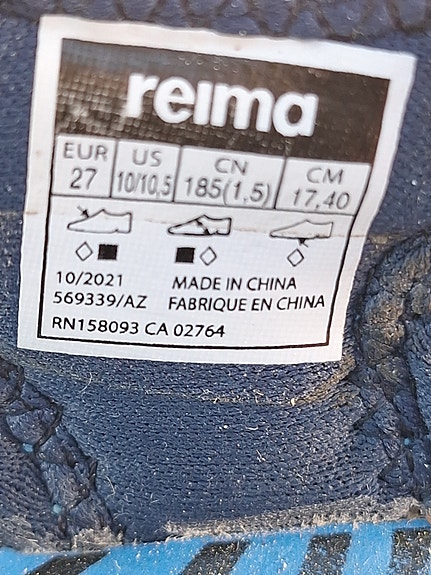 reima
EUR US CN CM
27 10/10,5 185(1,5) 17,40
10/2021 MADE IN CHINA
569339/AZ FABRIQUE EN CHINA
RN158093 CA 02764